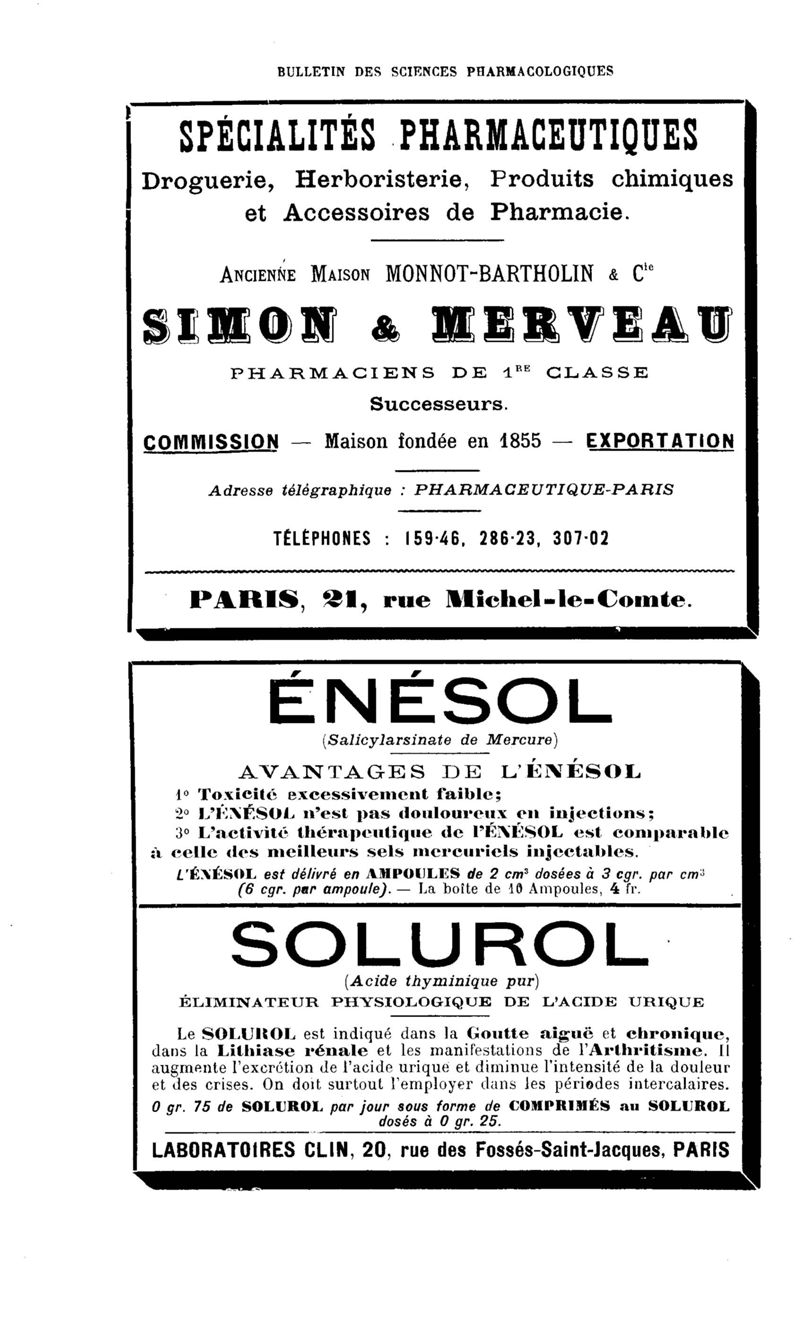 BULLETIN DES SCIENCES PHARMACOLOGIQUES
SPÉCIALITÉS PHARMACEUTIQUES
Droguerie, Herboristerie, Produits chimiques
et Accessoires de Pharmacie.
ANCIENNE MAISON MONNOT-BARTHOLIN & Cie
SIMON & MERVEAU
PHARMACIENS DE 1RE CLASSE
Successeurs.
COMMISSION — Maison fondée en 1855 — EXPORTATION
Adresse télégraphique : PHARMACEUTIQUE-PARIS
TÉLÉPHONES : 159-46, 286-23, 307-02
PARIS, 21, rue Michel-le-Comte.
ÉNÉSOL
(Salicylarsinate de Mercure)
AVANTAGES DE L'ÉNÉSOL
1º Toxicité excessivement faible;
2º L'ÉNÉSOL n'est pas douloureux en injections;
3º L'activité thérapeutique de l'ÉNÉSOL est comparable
à celle des meilleurs sels mercuriels injectables.
L'ÉNÉSOL est délivré en AMPOULES de 2 cm³ dosées à 3 cgr. par cm³
(6 cgr. par ampoule). — La boîte de 10 Ampoules, 4 fr.
SOLUROL
(Acide thyminique pur)
ÉLIMINATEUR PHYSIOLOGIQUE DE L'ACIDE URIQUE
Le SOLUROL est indiqué dans la Goutte aiguë et chronique,
dans la Lithiase rénale et les manifestations de l'Arthritisme. Il
augmente l'excrétion de l'acide urique et diminue l'intensité de la douleur
et des crises. On doit surtout l'employer dans les périodes intercalaires.
0 gr. 75 de SOLUROL par jour sous forme de COMPRIMÉS au SOLUROL
dosés à 0 gr. 25.
LABORATOIRES CLIN, 20, rue des Fossés-Saint-Jacques, PARIS